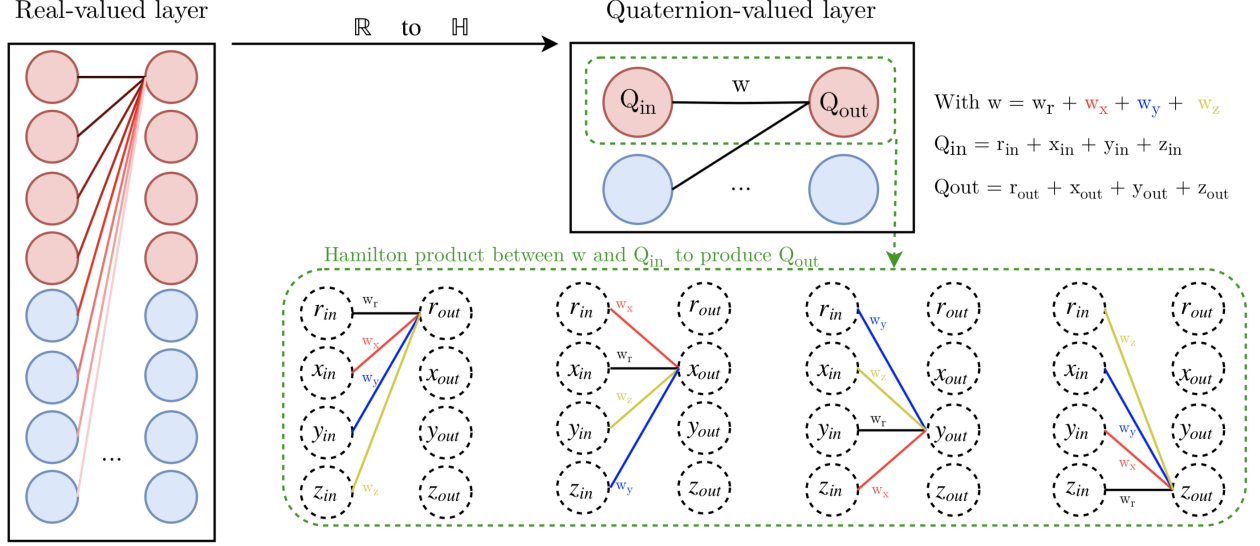 Real-valued layer
ℝ to ℍ
Quaternion-valued layer
Q_in
w
Q_out
...
With w = w_r + w_x + w_y + w_z
Q_in = r_in + x_in + y_in + z_in
Qout = r_out + x_out + y_out + z_out
...
Hamilton product between w and Q_in to produce Q_out
r_in w_r r_out
x_in w_x x_out
y_in w_y y_out
z_in w_z z_out
r_in w_x r_out
x_in w_r x_out
y_in w_z y_out
z_in w_y z_out
r_in w_y r_out
x_in w_z x_out
y_in w_r y_out
z_in w_x z_out
r_in w_z r_out
x_in w_y x_out
y_in w_x y_out
z_in w_r z_out